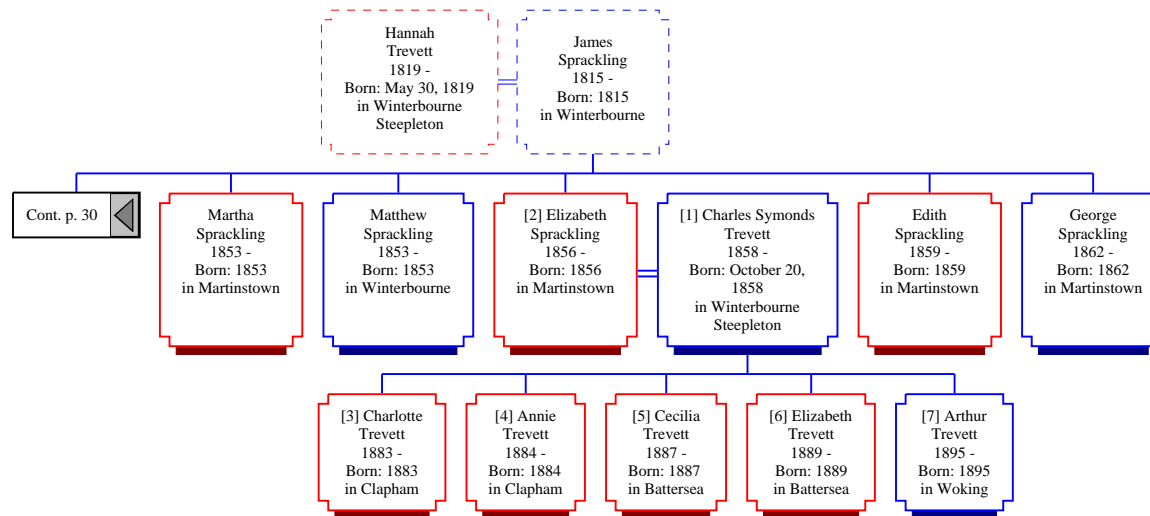 Hannah
Trevett
1819 -
Born: May 30, 1819
in Winterbourne
Steepleton
James
Sprackling
1815 -
Born: 1815
in Winterbourne
Cont. p. 30
Martha
Sprackling
1853 -
Born: 1853
in Martinstown
Matthew
Sprackling
1853 -
Born: 1853
in Winterbourne
[2] Elizabeth
Sprackling
1856 -
Born: 1856
in Martinstown
[1] Charles Symonds
Trevett
1858 -
Born: October 20,
1858
in Winterbourne
Steepleton
Edith
Sprackling
1859 -
Born: 1859
in Martinstown
George
Sprackling
1862 -
Born: 1862
in Martinstown
[3] Charlotte
Trevett
1883 -
Born: 1883
in Clapham
[4] Annie
Trevett
1884 -
Born: 1884
in Clapham
[5] Cecilia
Trevett
1887 -
Born: 1887
in Battersea
[6] Elizabeth
Trevett
1889 -
Born: 1889
in Battersea
[7] Arthur
Trevett
1895 -
Born: 1895
in Woking